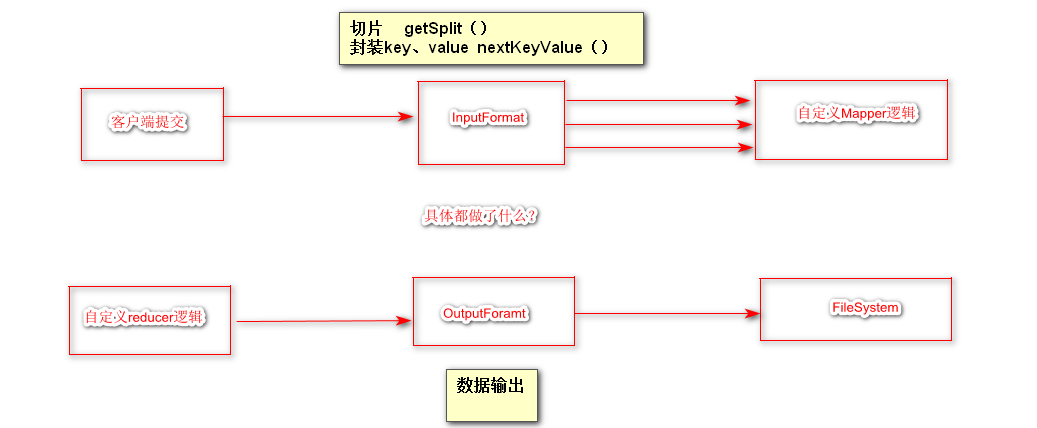 切片 getSplit（）
封装key、value nextKeyValue（）
客户端提交
InputFormat
自定义Mapper逻辑
具体都做了什么？
自定义reducer逻辑
OutputForamt
FileSystem
数据输出